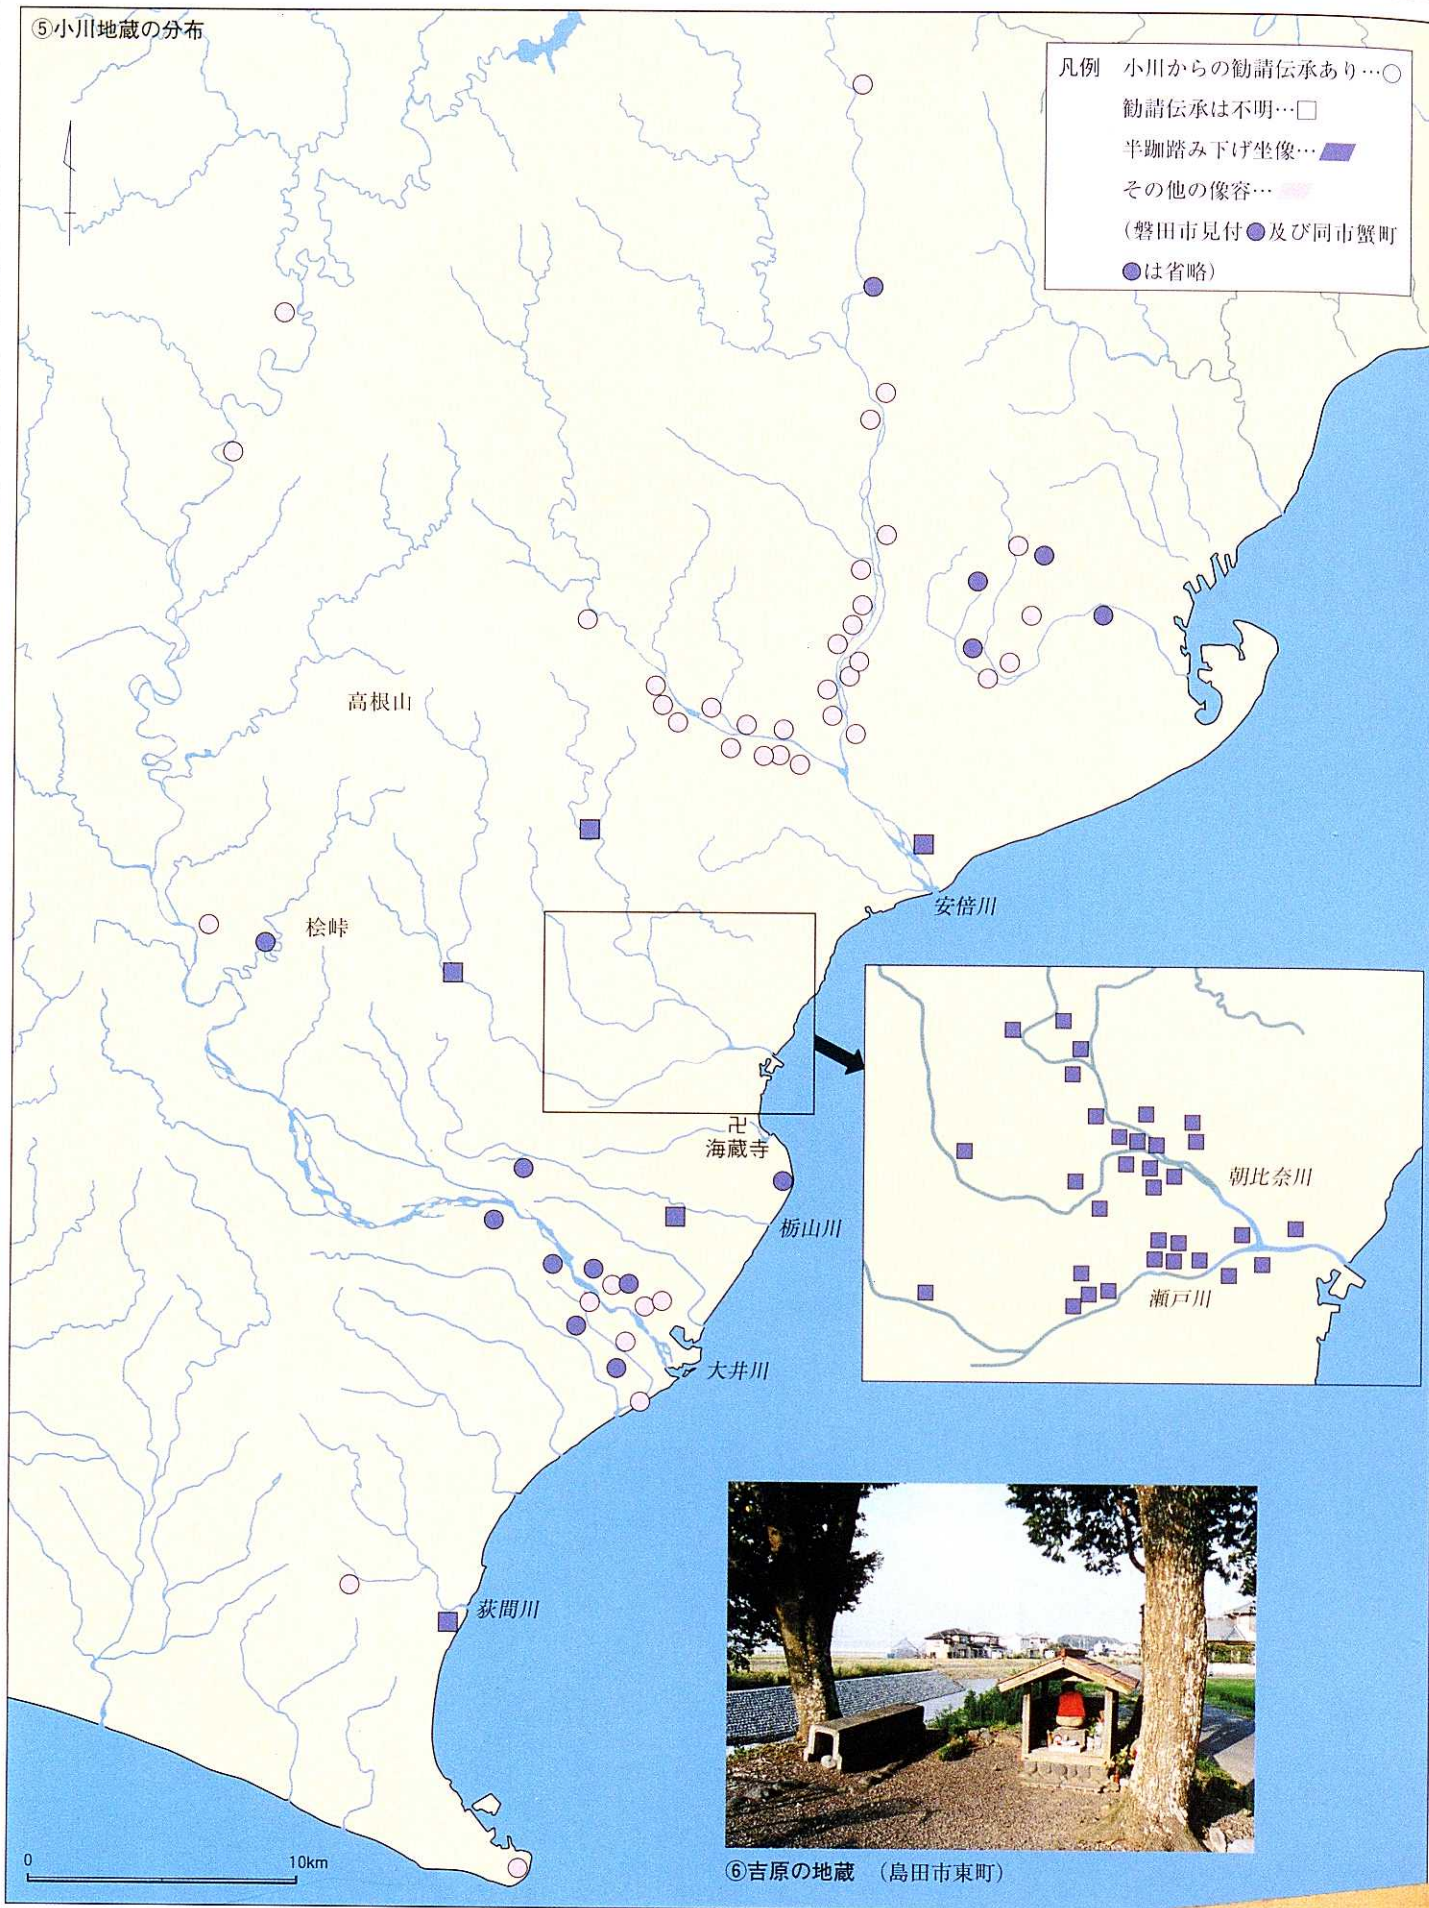 ⑤小川地蔵の分布
凡例 小川からの勧請伝承あり…○
勧請伝承は不明…□
半跏踏み下げ坐像…
その他の像容…
(磐田市見付●及び同市蟹町
●は省略)
高根山
桧峠
安倍川
卍
海蔵寺
栃山川
朝比奈川
瀬戸川
大井川
荻間川
0 10km
⑥吉原の地蔵 (島田市東町)